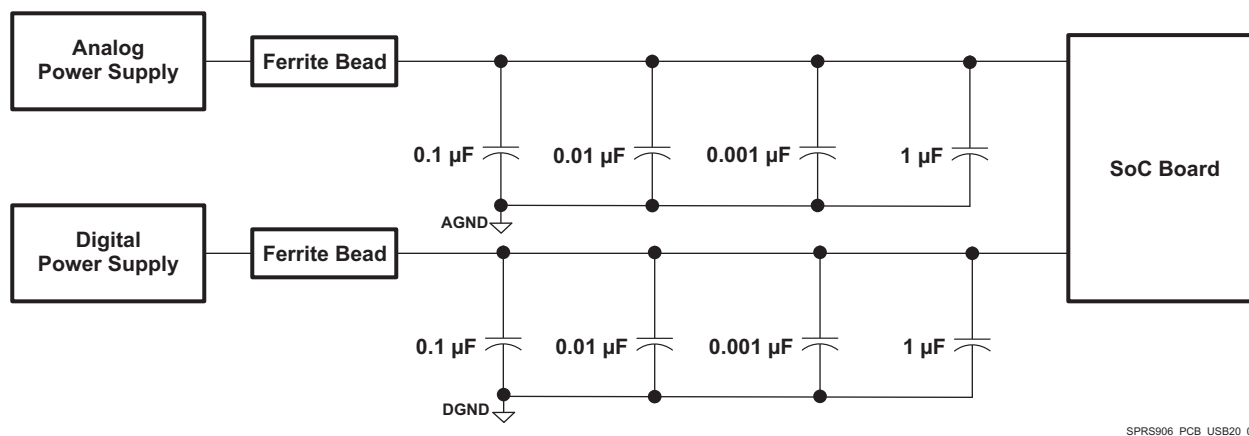 Analog
Power Supply
Ferrite Bead
0.1 µF
0.01 µF
0.001 µF
1 µF
SoC Board
AGND
Digital
Power Supply
Ferrite Bead
0.1 µF
0.01 µF
0.001 µF
1 µF
DGND